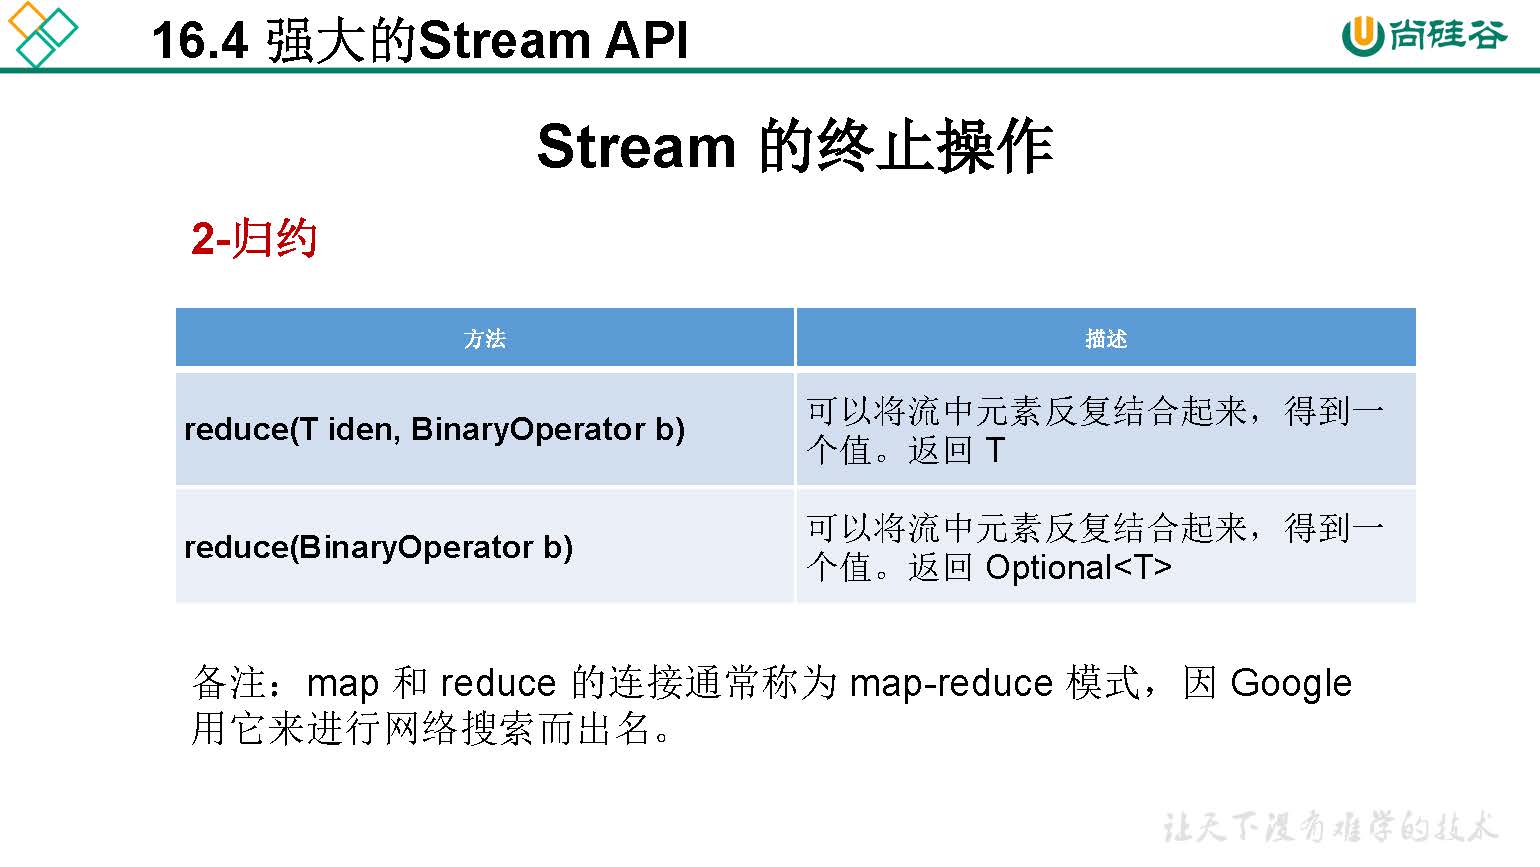 16.4 强大的Stream API
尚硅谷
Stream 的终止操作
2-归约
方法
描述
reduce(T iden, BinaryOperator b)
可以将流中元素反复结合起来，得到一
个值。返回 T
reduce(BinaryOperator b)
可以将流中元素反复结合起来，得到一
个值。返回 Optional<T>
备注：map 和 reduce 的连接通常称为 map-reduce 模式，因 Google
用它来进行网络搜索而出名。
让天下没有难学的技术